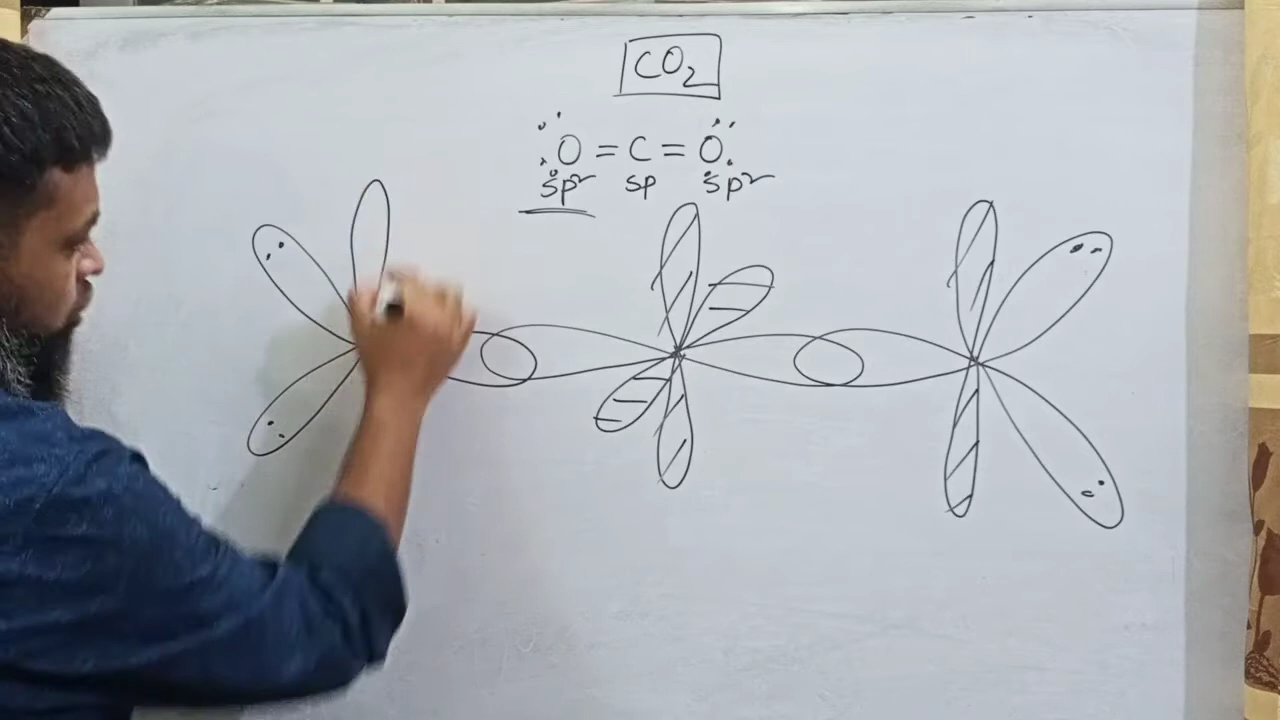 CO₂
:Ö=C=Ö:
sp² sp sp²